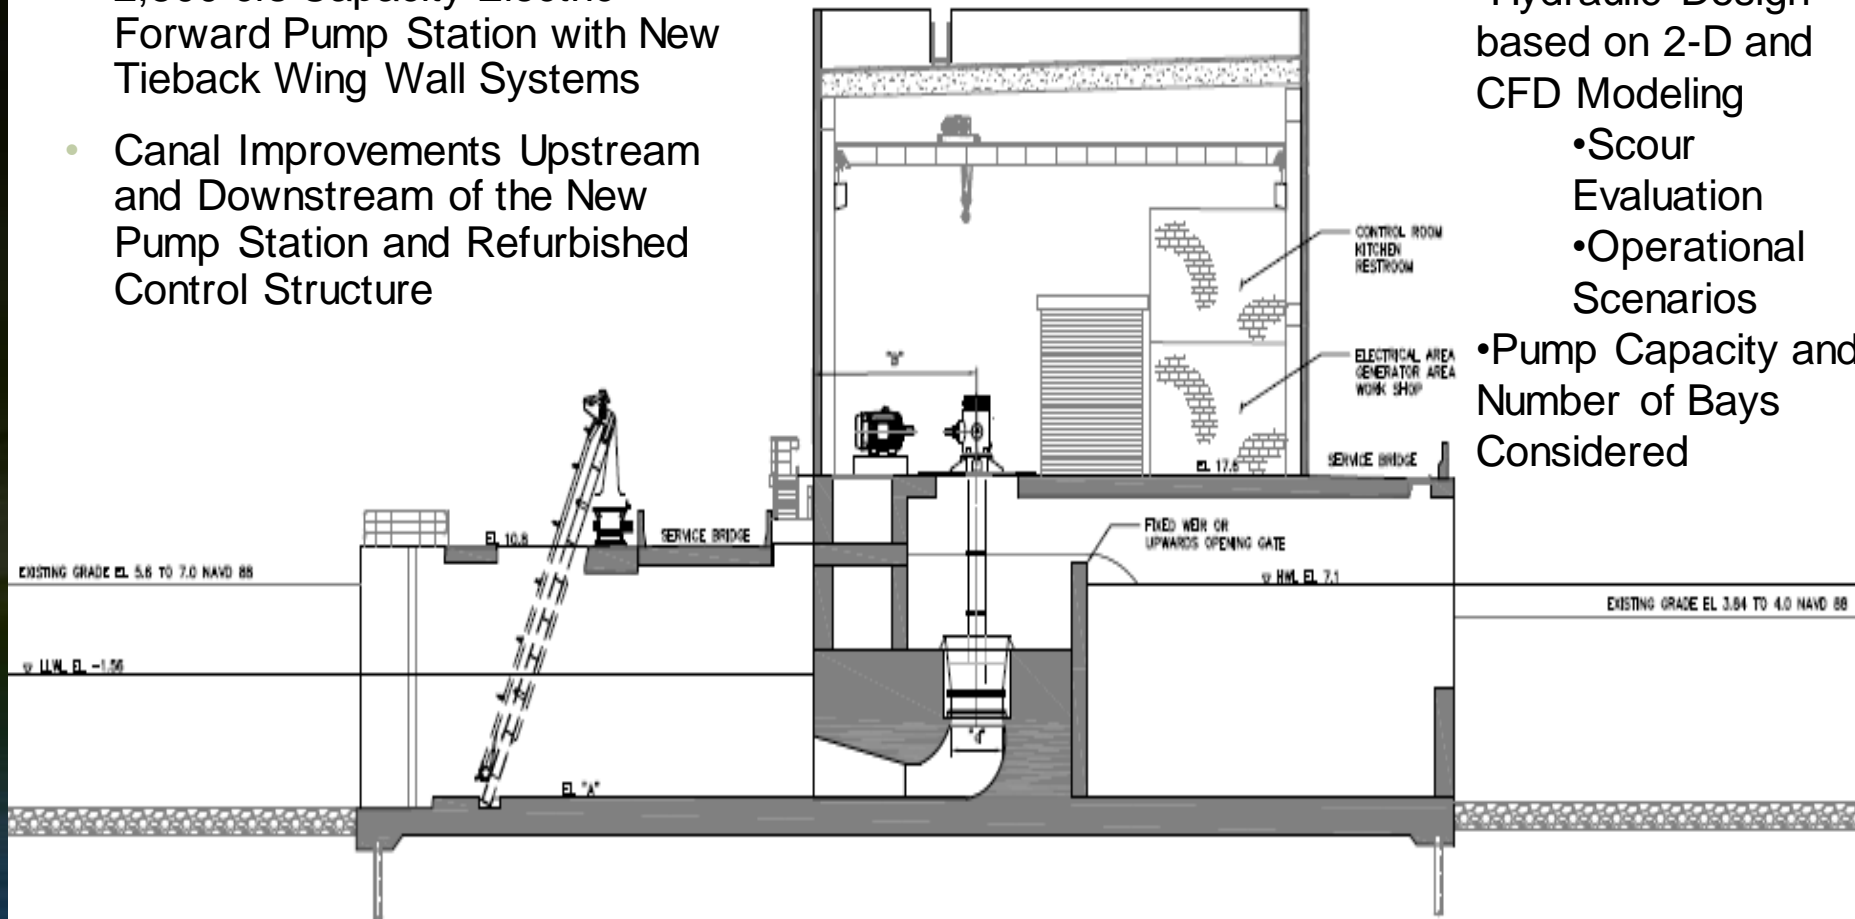 Forward Pump Station with New
Tieback Wing Wall Systems
• Canal Improvements Upstream
and Downstream of the New
Pump Station and Refurbished
Control Structure
Hydraulic Design
based on 2-D and
CFD Modeling
•Scour
Evaluation
•Operational
Scenarios
•Pump Capacity and
Number of Bays
Considered
CONTROL ROOM
KITCHEN
RESTROOM
"B"
ELECTRICAL AREA
GENERATOR AREA
WORK SHOP
EL 17.6
SERVICE BRIDGE
EL 10.8
SERVICE BRIDGE
FIXED WEIR OR
UPWARDS OPENING GATE
EXISTING GRADE EL 5.6 TO 7.0 NAVD 88
HWL EL 7.1
EXISTING GRADE EL 3.84 TO 4.0 NAVD 88
LLWL EL -1.56
EL "A"